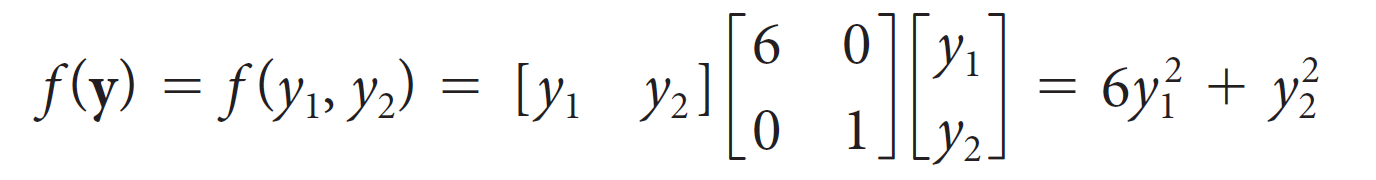 f(y) = f(y₁, y₂) = [y₁ y₂] [6 0; 0 1] [y₁; y₂] = 6y₁² + y₂²